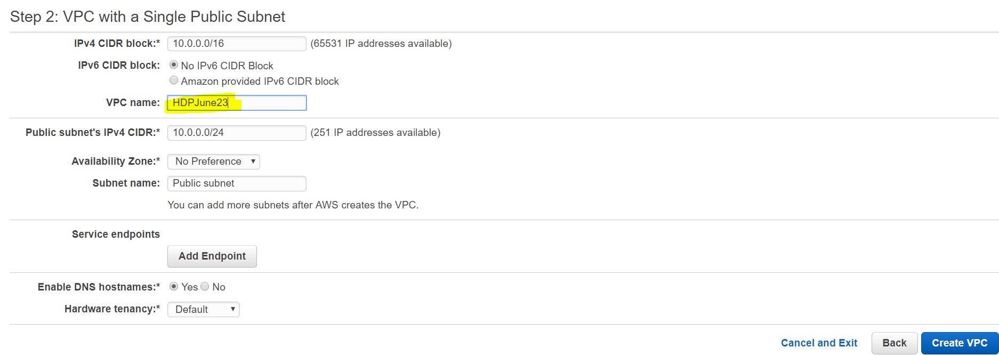 Step 2: VPC with a Single Public Subnet
IPv4 CIDR block:* 10.0.0.0/16 (65531 IP addresses available)
IPv6 CIDR block: No IPv6 CIDR Block
Amazon provided IPv6 CIDR block
VPC name: HDPJune23
Public subnet's IPv4 CIDR:* 10.0.0.0/24 (251 IP addresses available)
Availability Zone:* No Preference
Subnet name: Public subnet
You can add more subnets after AWS creates the VPC.
Service endpoints
Add Endpoint
Enable DNS hostnames:* Yes No
Hardware tenancy:* Default
Cancel and Exit Back Create VPC